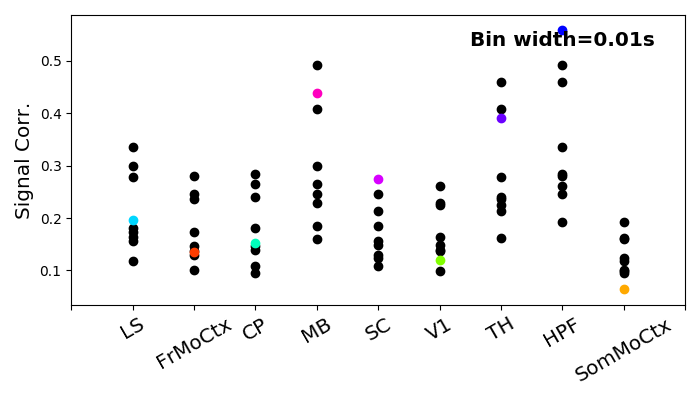 Bin width=0.01s
Signal Corr.
0.5
0.4
0.3
0.2
0.1
LS
FrMoCtx
CP
MB
SC
V1
TH
HPF
SomMoCtx